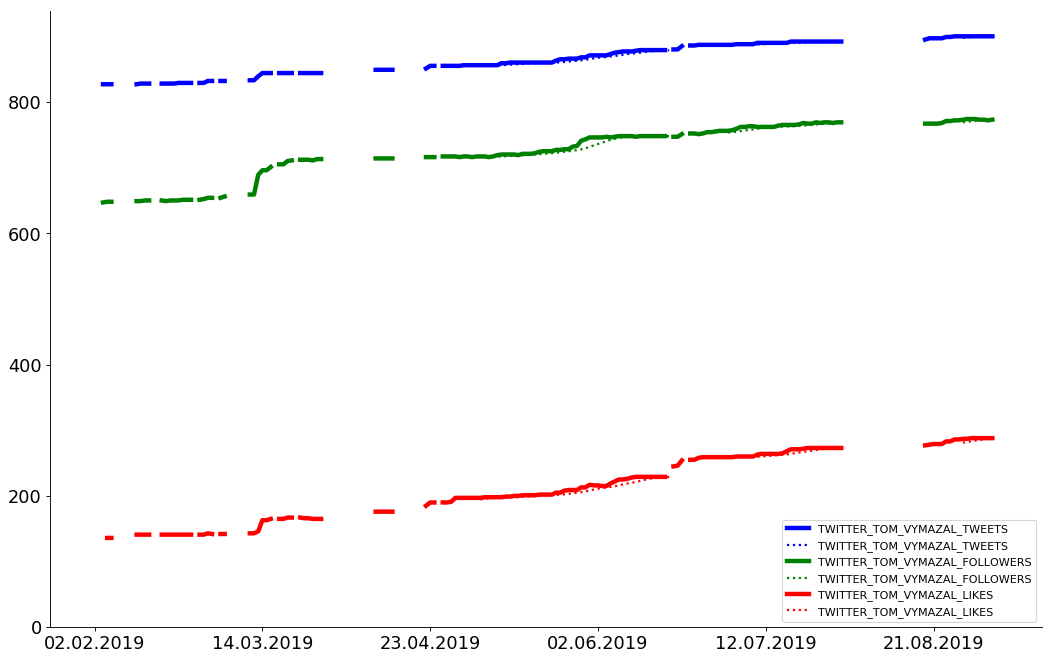 800
600
400
200
0
02.02.2019 14.03.2019 23.04.2019 02.06.2019 12.07.2019 21.08.2019
TWITTER_TOM_VYMAZAL_TWEETS
TWITTER_TOM_VYMAZAL_TWEETS
TWITTER_TOM_VYMAZAL_FOLLOWERS
TWITTER_TOM_VYMAZAL_FOLLOWERS
TWITTER_TOM_VYMAZAL_LIKES
TWITTER_TOM_VYMAZAL_LIKES